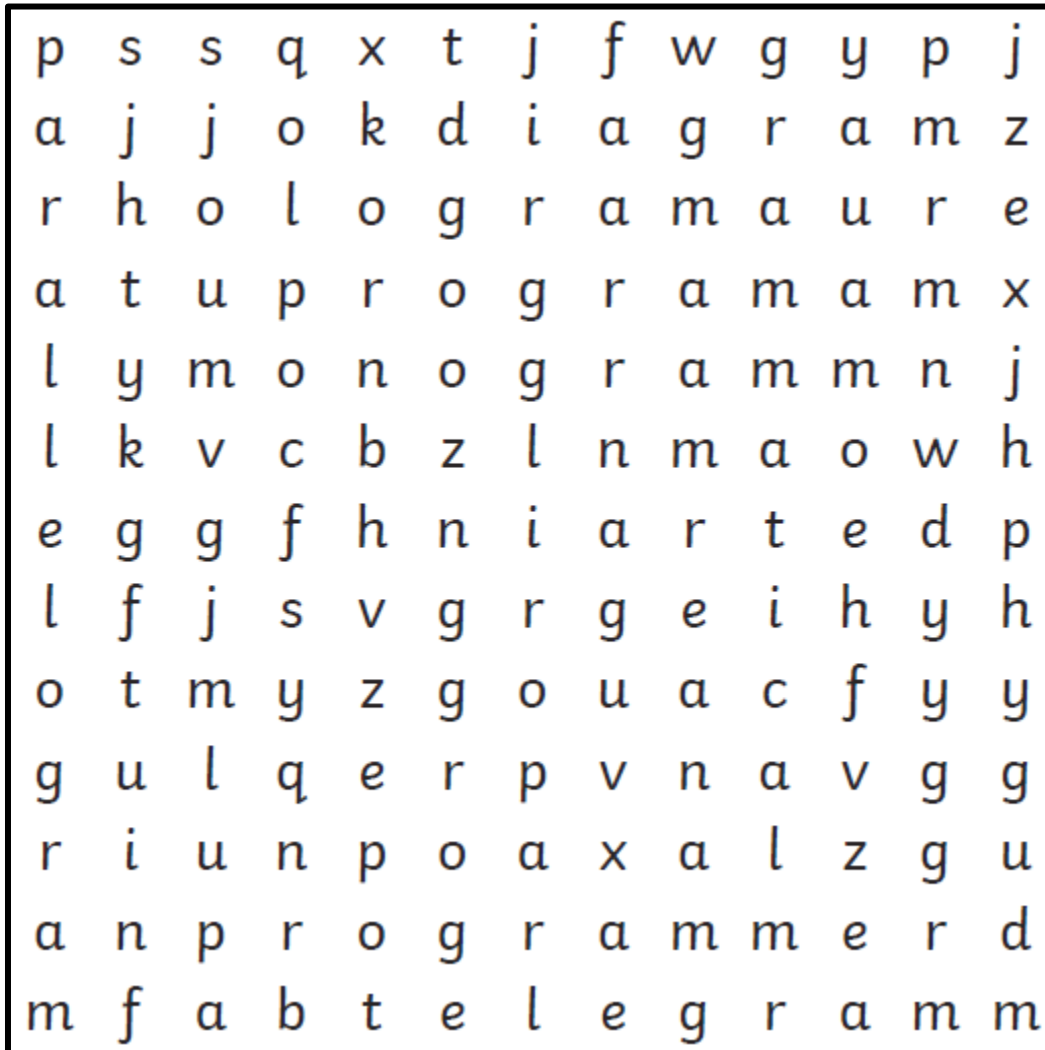 p s s q x t j f w g y p j
a j j o k d i a g r a m z
r h o l o g r a m a u r e
a t u p r o g r a m a m x
l y m o n o g r a m m n j
l k v c b z l n m a o w h
e g g f h n i a r t e d p
l f j s v g r g e i h y h
o t m y z g o u a c f y y
g u l q e r p v n a v g g
r i u n p o a x a l z g u
a n p r o g r a m m e r d
m f a b t e l e g r a m m